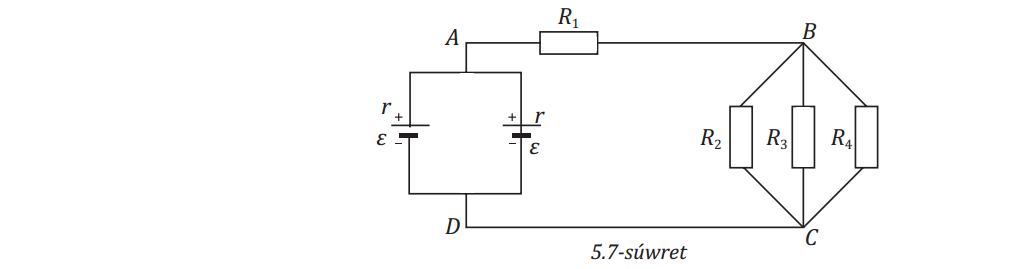 R₁
A
B
r
+
ε
−
+
r
ε
−
R₂
R₃
R₄
D
C
5.7-súwret